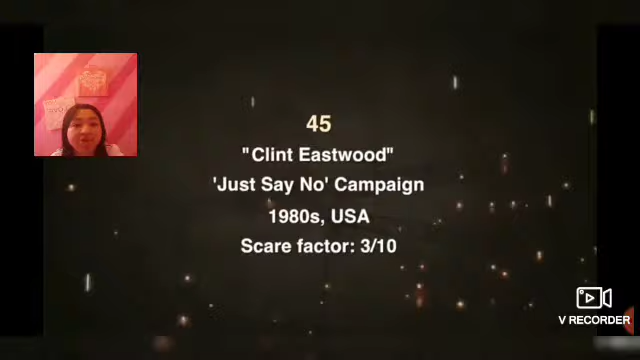 45
"Clint Eastwood"
'Just Say No' Campaign
1980s, USA
Scare factor: 3/10
V RECORDER